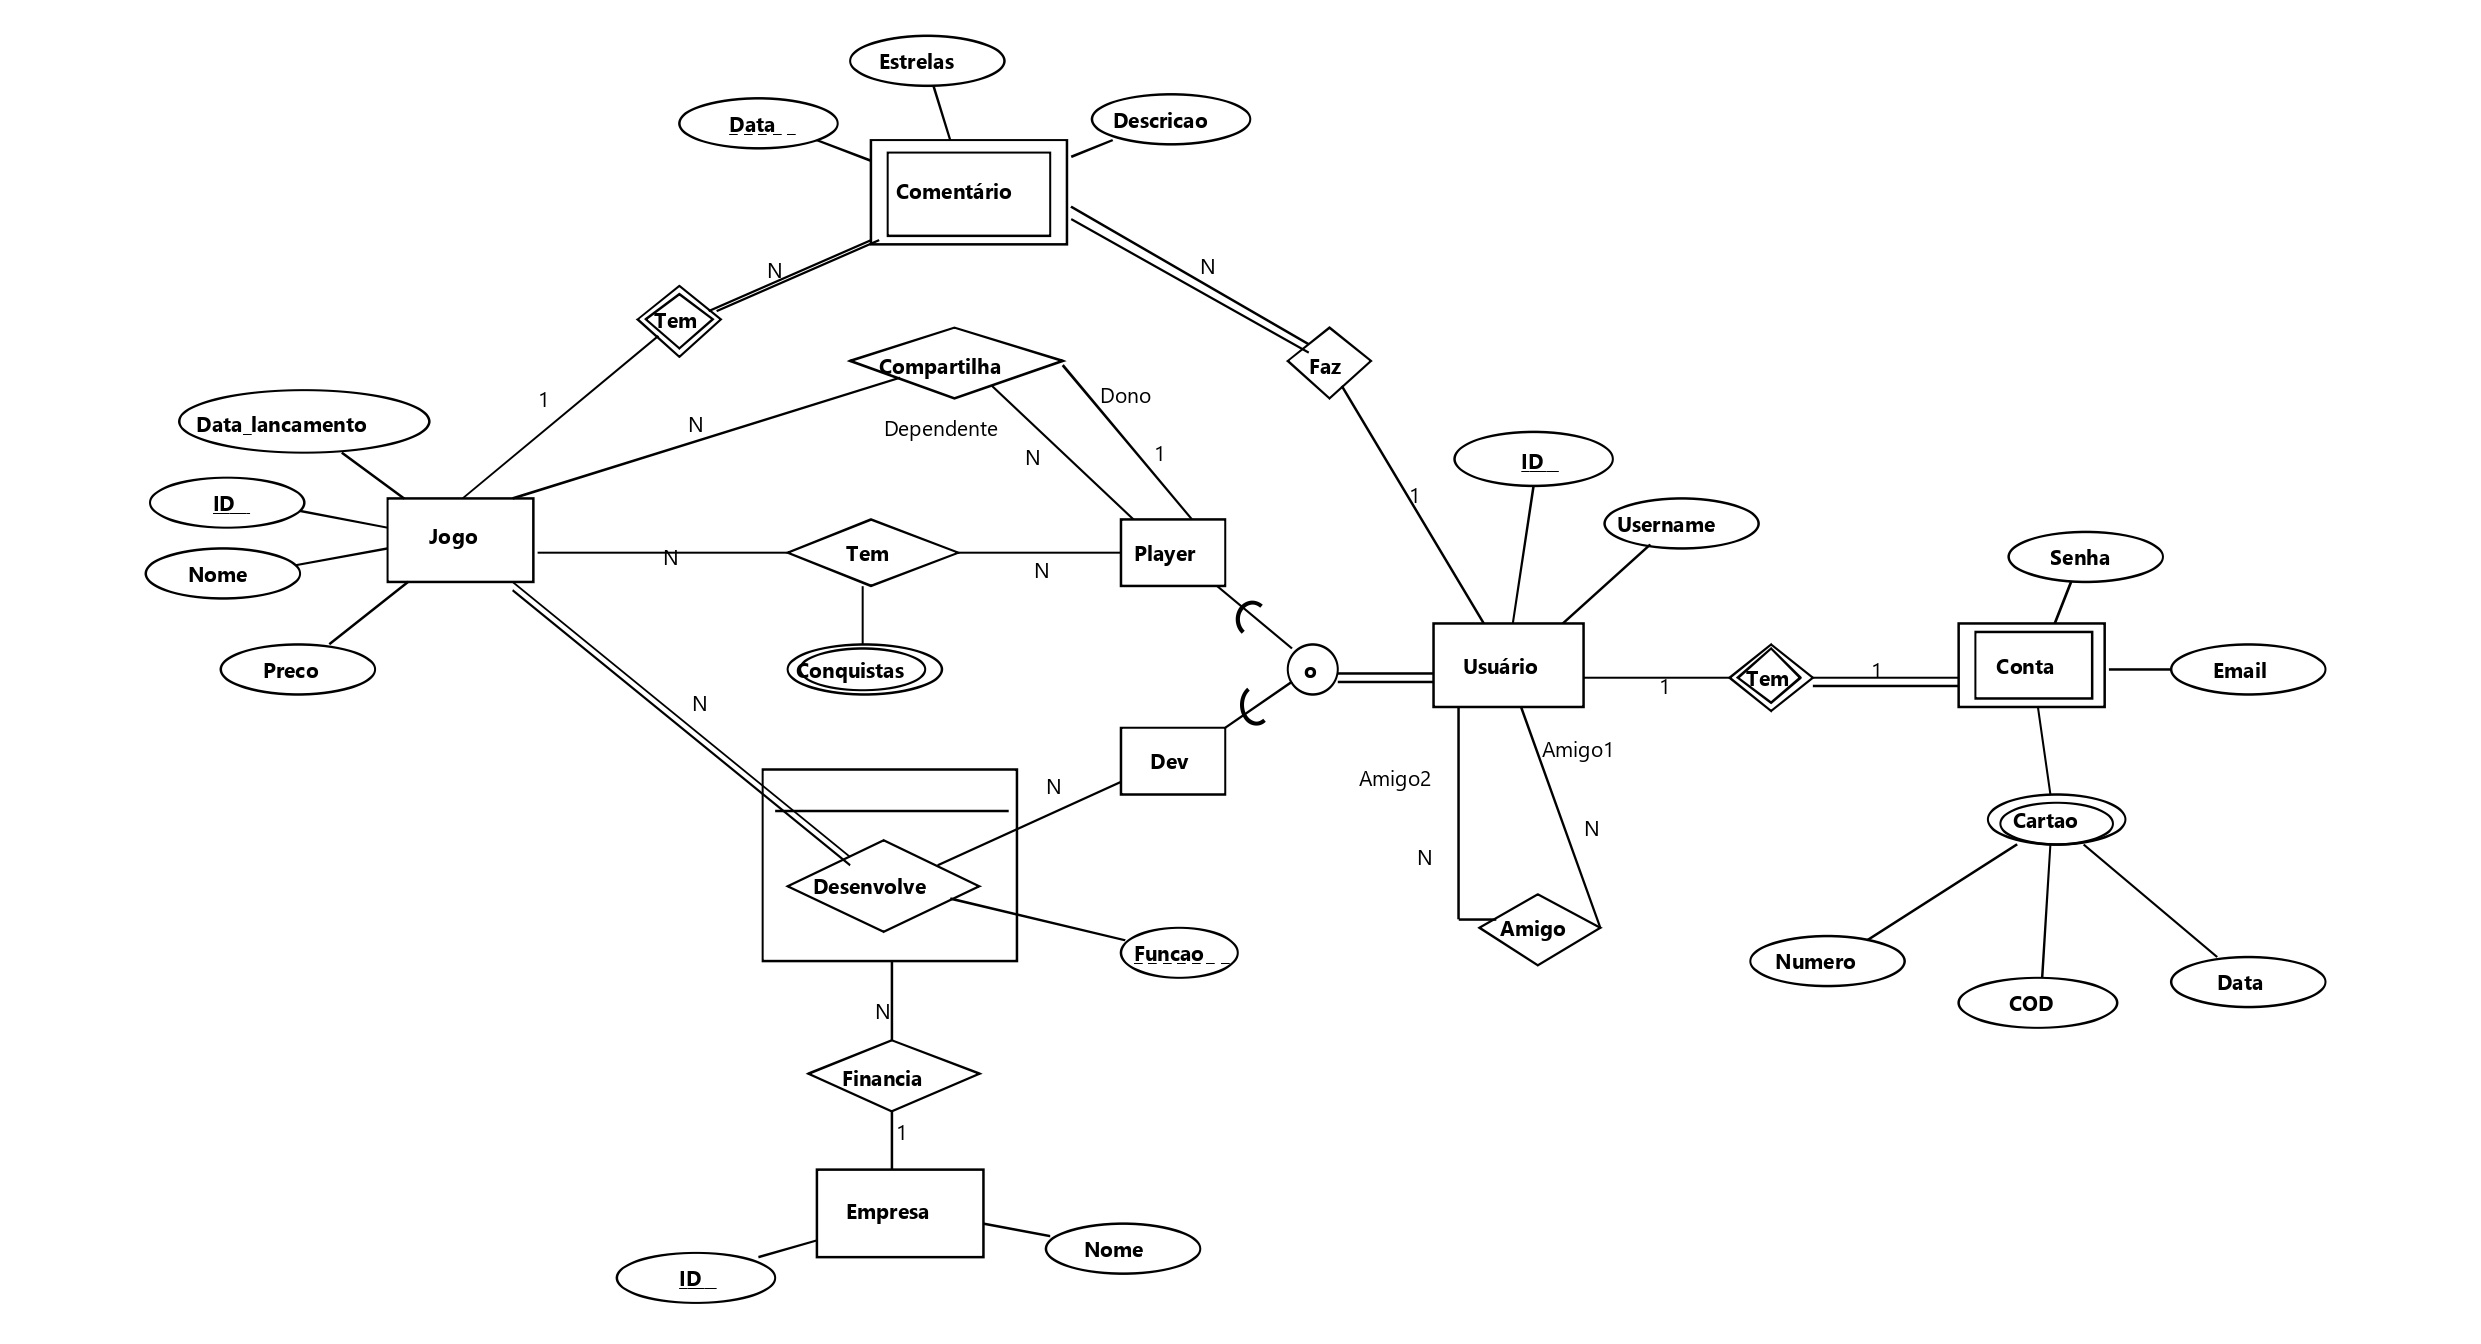 Estrelas
Data
Descricao
Comentário
N
N
Tem
Compartilha
Faz
1
Dono
Data_lancamento
N
Dependente
N
1
ID
1
ID
Username
Jogo
Nome
Tem
Player
N
N
Senha
Preco
Conquistas
o
Usuário
1
Tem
1
Conta
Email
N
Dev
Amigo1
Amigo2
N
N
N
Cartao
Desenvolve
Amigo
Funcao
Numero
COD
Data
N
Financia
1
Empresa
Nome
ID